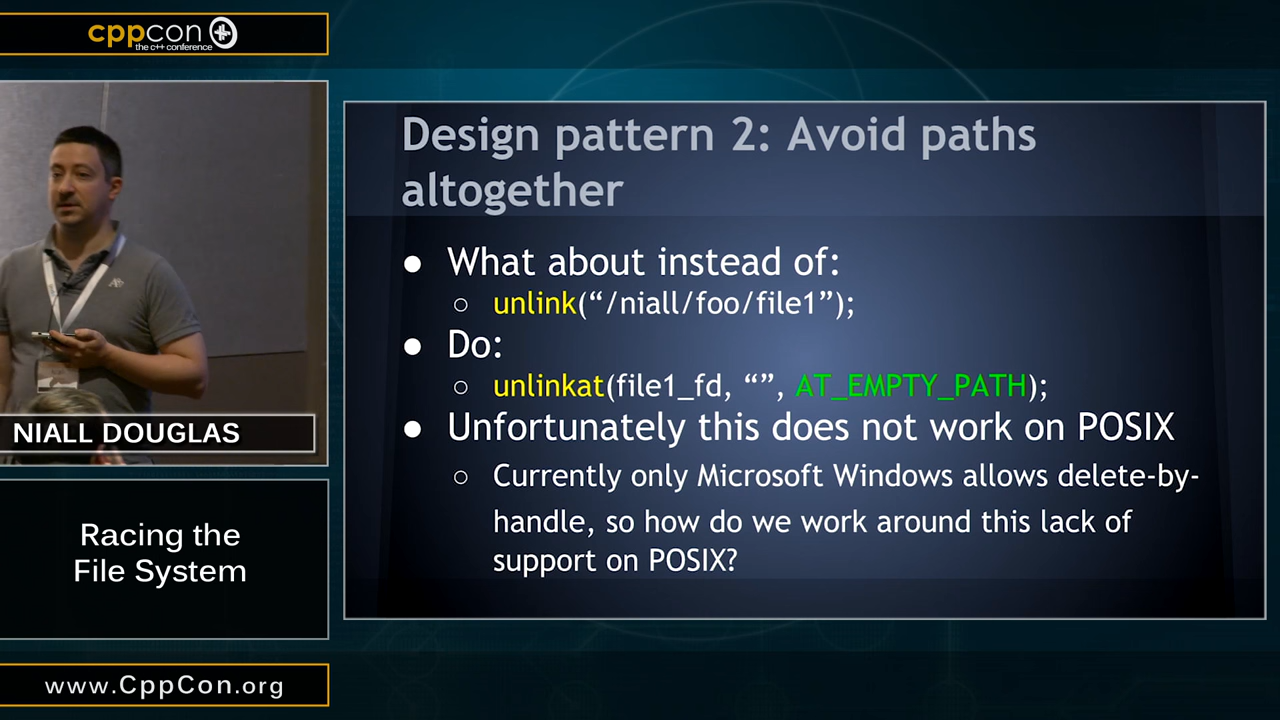 cppcon
the c++ conference
NIALL DOUGLAS
Racing the
File System
www.CppCon.org
Design pattern 2: Avoid paths
altogether
● What about instead of:
○ unlink(“/niall/foo/file1”);
● Do:
○ unlinkat(file1_fd, “”, AT_EMPTY_PATH);
● Unfortunately this does not work on POSIX
○ Currently only Microsoft Windows allows delete-by-
handle, so how do we work around this lack of
support on POSIX?